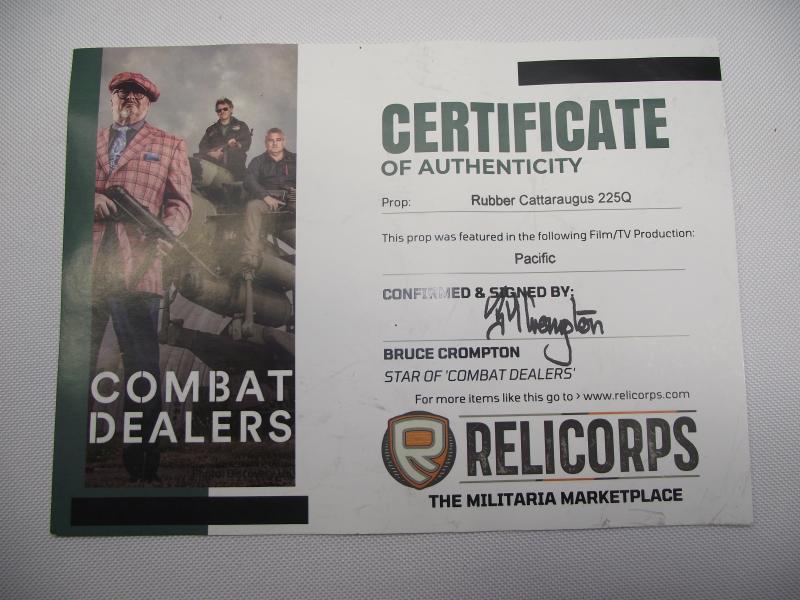 COMBAT
DEALERS
CERTIFICATE
OF AUTHENTICITY
Prop: Rubber Cattaraugus 225Q
This prop was featured in the following Film/TV Production:
Pacific
CONFIRMED & SIGNED BY:
BRUCE CROMPTON
STAR OF 'COMBAT DEALERS'
For more items like this go to > www.relicorps.com
R RELICORPS
THE MILITARIA MARKETPLACE